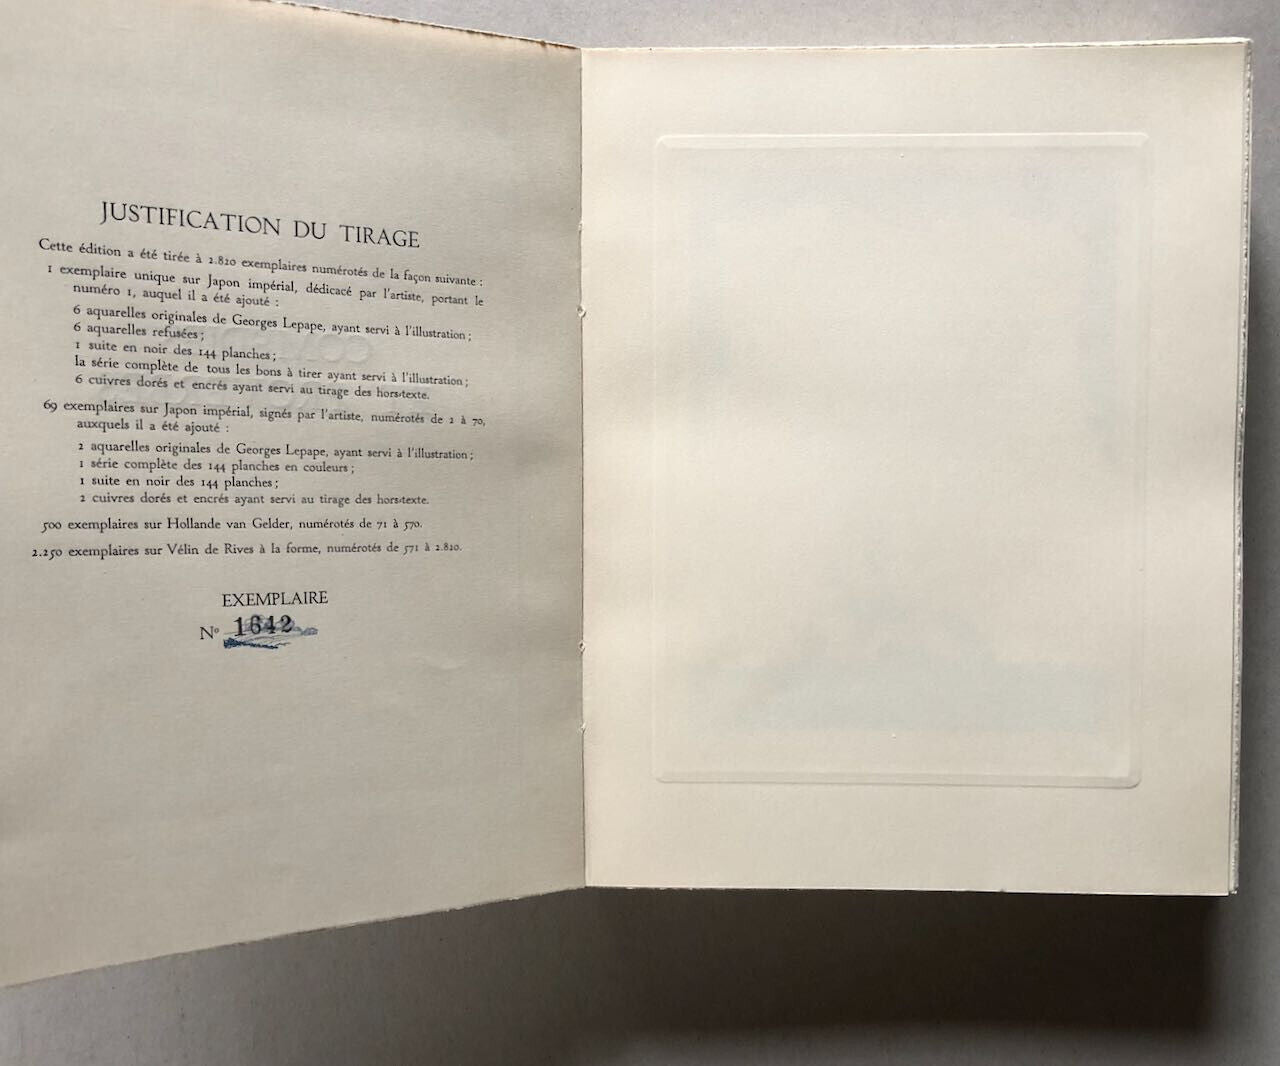 JUSTIFICATION DU TIRAGE
Cette édition a été tirée à 2.820 exemplaires numérotés de la façon suivante :
1 exemplaire unique sur Japon impérial, dédicacé par l'artiste, portant le
numéro 1, auquel il a été ajouté :
6 aquarelles originales de Georges Lepape, ayant servi à l'illustration ;
6 aquarelles refusées ;
1 suite en noir des 144 planches ;
la série complète de tous les bons à tirer ayant servi à l'illustration ;
6 cuivres dorés et encrés ayant servi au tirage des hors-texte.
69 exemplaires sur Japon impérial, signés par l'artiste, numérotés de 2 à 70,
auxquels il a été ajouté :
2 aquarelles originales de Georges Lepape, ayant servi à l'illustration ;
1 série complète des 144 planches en couleurs ;
1 suite en noir des 144 planches ;
2 cuivres dorés et encrés ayant servi au tirage des hors-texte.
500 exemplaires sur Hollande van Gelder, numérotés de 71 à 570.
2.250 exemplaires sur Vélin de Rives à la forme, numérotés de 571 à 2.820.
EXEMPLAIRE
Nº 1642